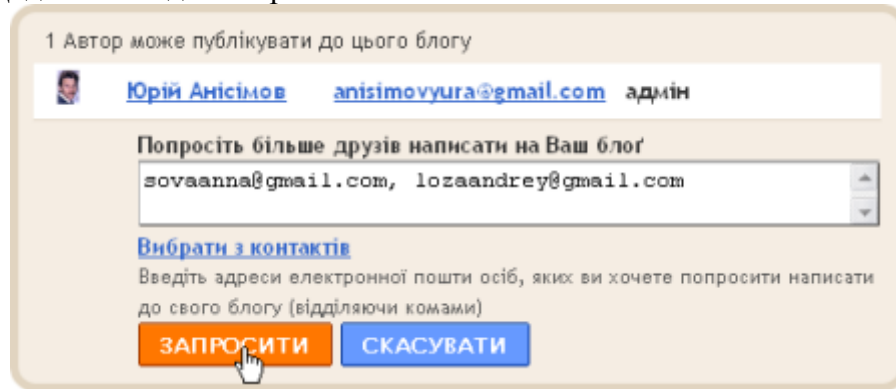 1 Автор може публікувати до цього блогу
Юрій Анісімов anisimovyura@gmail.com адмін
Попросіть більше друзів написати на Ваш блоґ
sovaanna@gmail.com, lozaandrey@gmail.com
Вибрати з контактів
Введіть адреси електронної пошти осіб, яких ви хочете попросити написати
до свого блогу (відділяючи комами)
ЗАПРОСИТИ СКАСУВАТИ